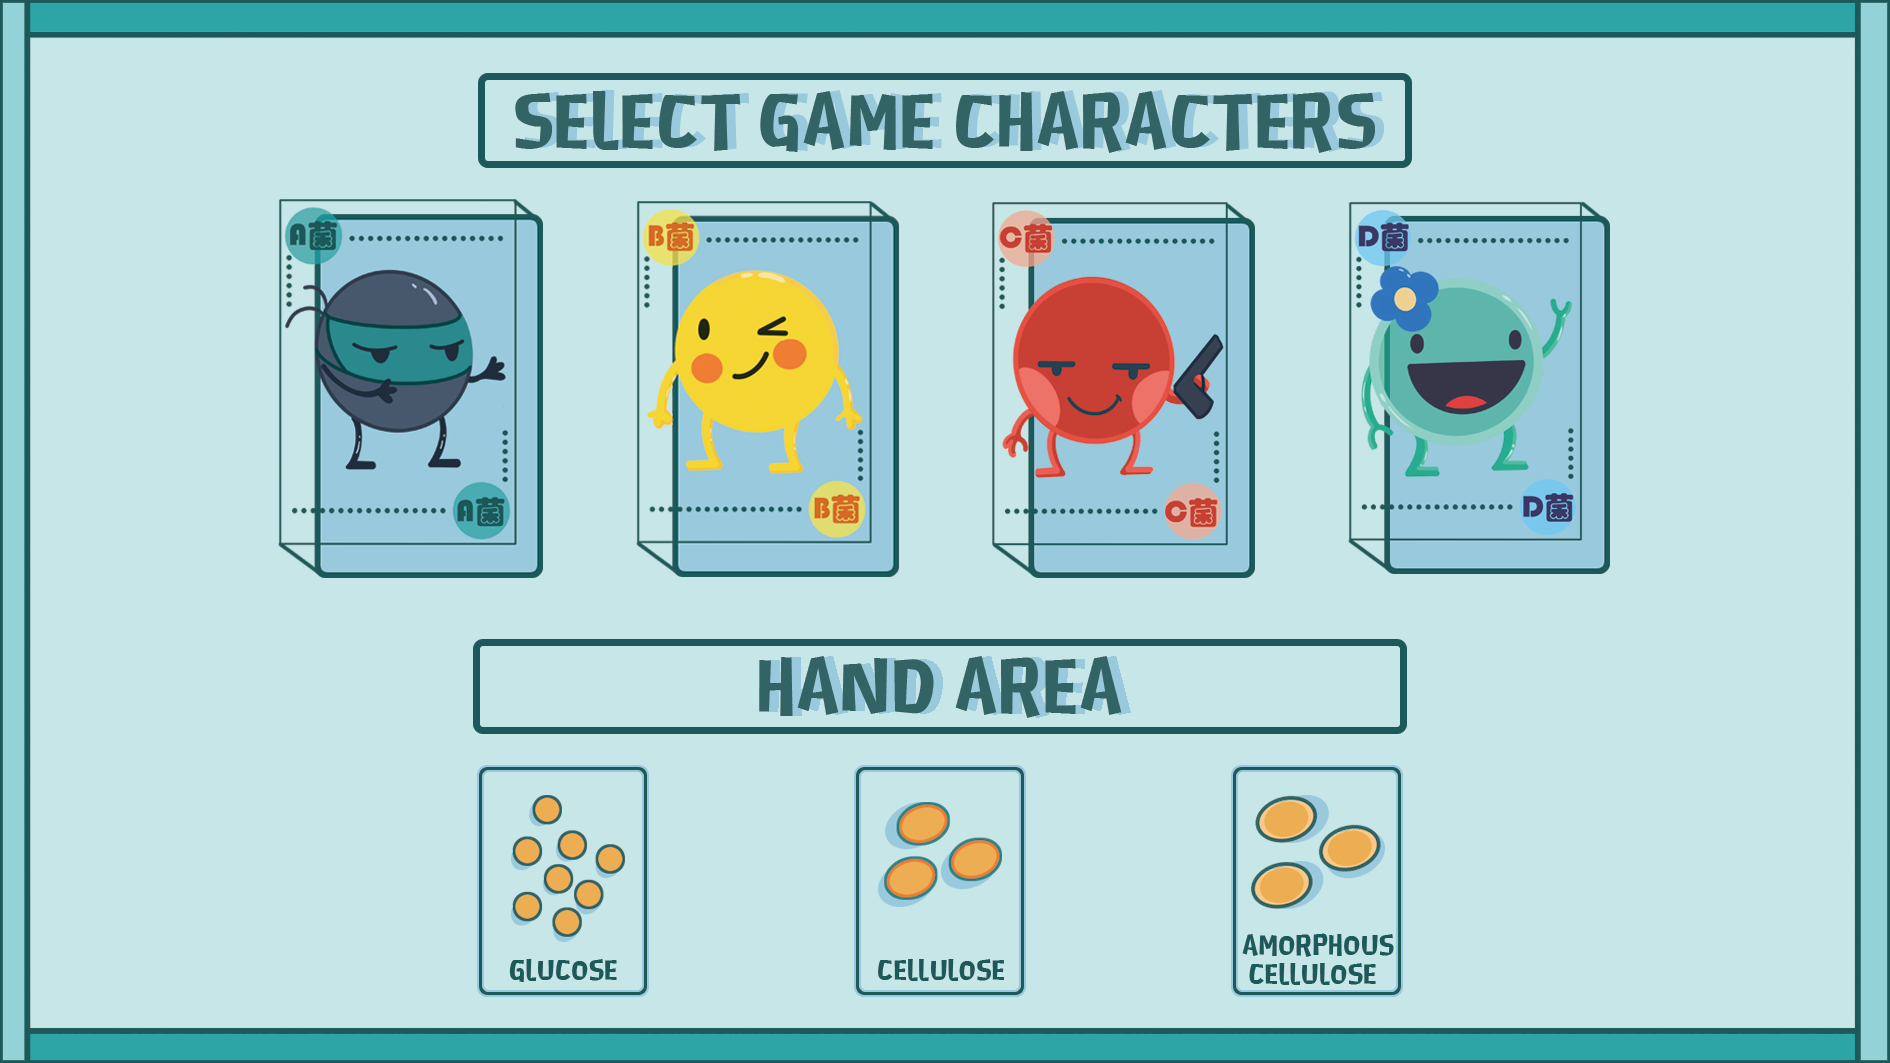 SELECT GAME CHARACTERS
A菌
B菌
C菌
D菌
A菌
B菌
C菌
D菌
HAND AREA
GLUCOSE
CELLULOSE
AMORPHOUS
CELLULOSE